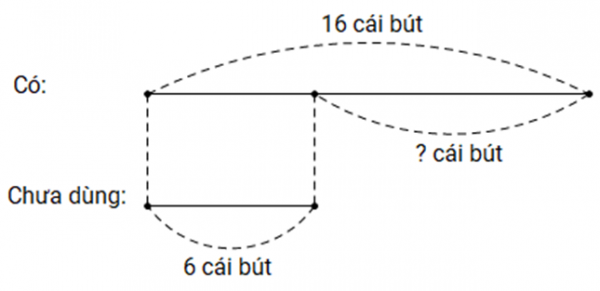 16 cái bút
Có:
? cái bút
Chưa dùng:
6 cái bút